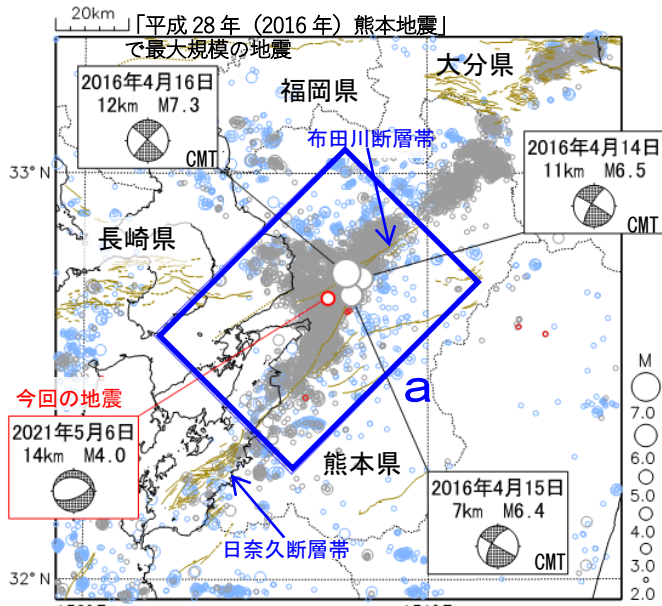 20km
「平成 28 年（2016 年）熊本地震」
で最大規模の地震
2016年4月16日
12km M7.3
CMT
福岡県
大分県
布田川断層帯
33° N
2016年4月14日
11km M6.5
CMT
長崎県
今回の地震
2021年5月6日
14km M4.0
a
熊本県
日奈久断層帯
2016年4月15日
7km M6.4
CMT
M
7.0
6.0
5.0
4.0
3.0
2.0
32° N